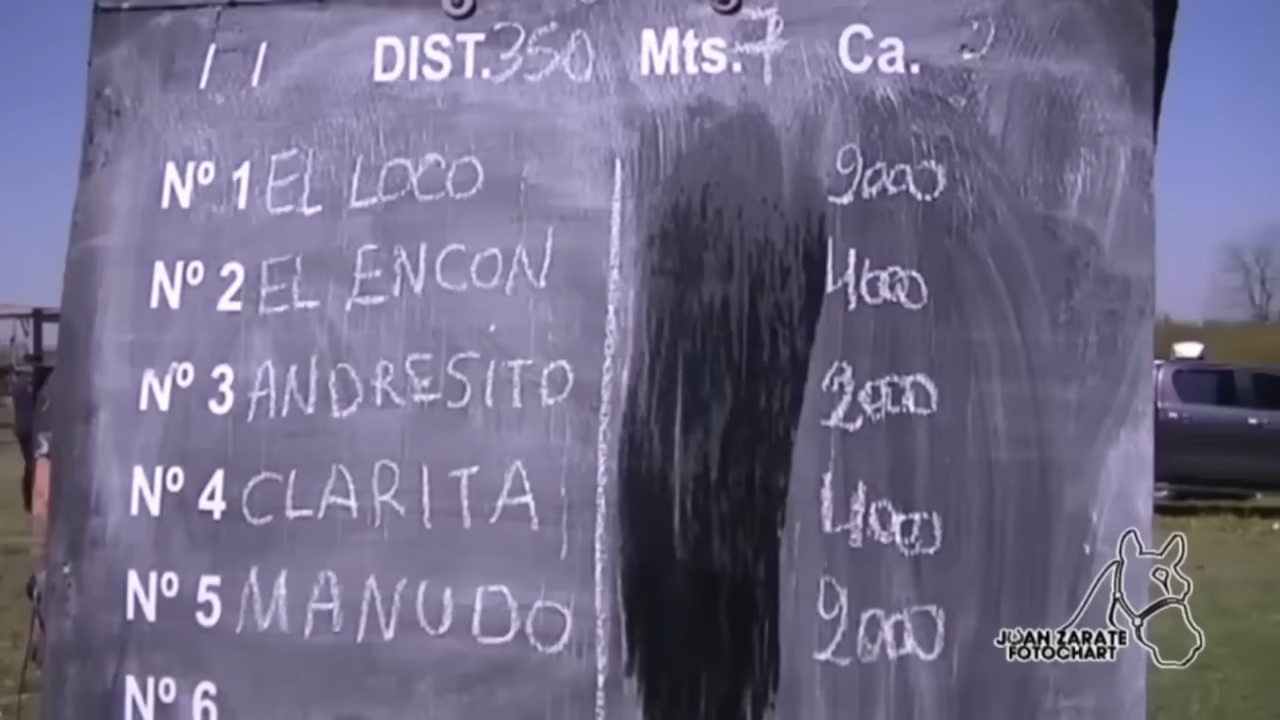 / / DIST. 350 Mts. 7 Ca.
Nº 1 EL LOCO 9000
Nº 2 EL ENCON 4000
Nº 3 ANDRESITO 2000
Nº 4 CLARITA 4000
Nº 5 MANUDO 2000
Nº 6
JUAN ZARATE
FOTOCHART